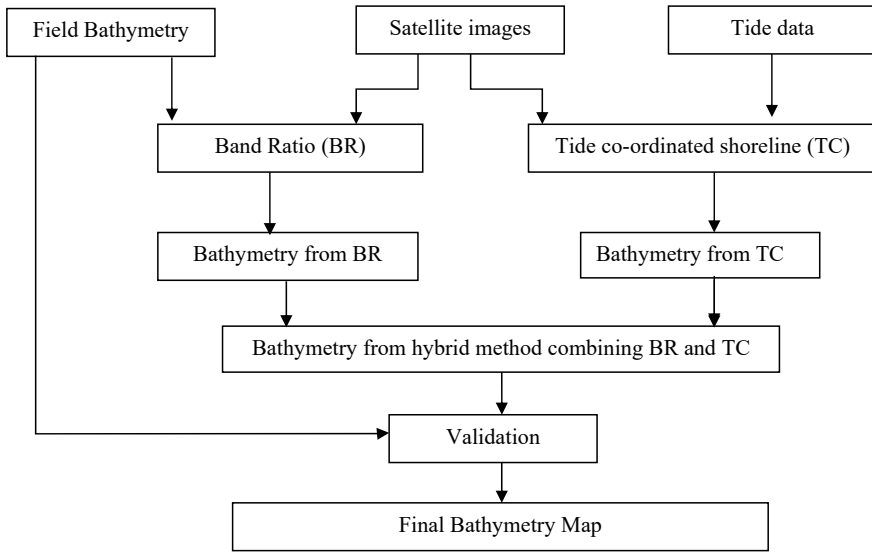 Field Bathymetry
Satellite images
Tide data
Band Ratio (BR)
Tide co-ordinated shoreline (TC)
Bathymetry from BR
Bathymetry from TC
Bathymetry from hybrid method combining BR and TC
Validation
Final Bathymetry Map